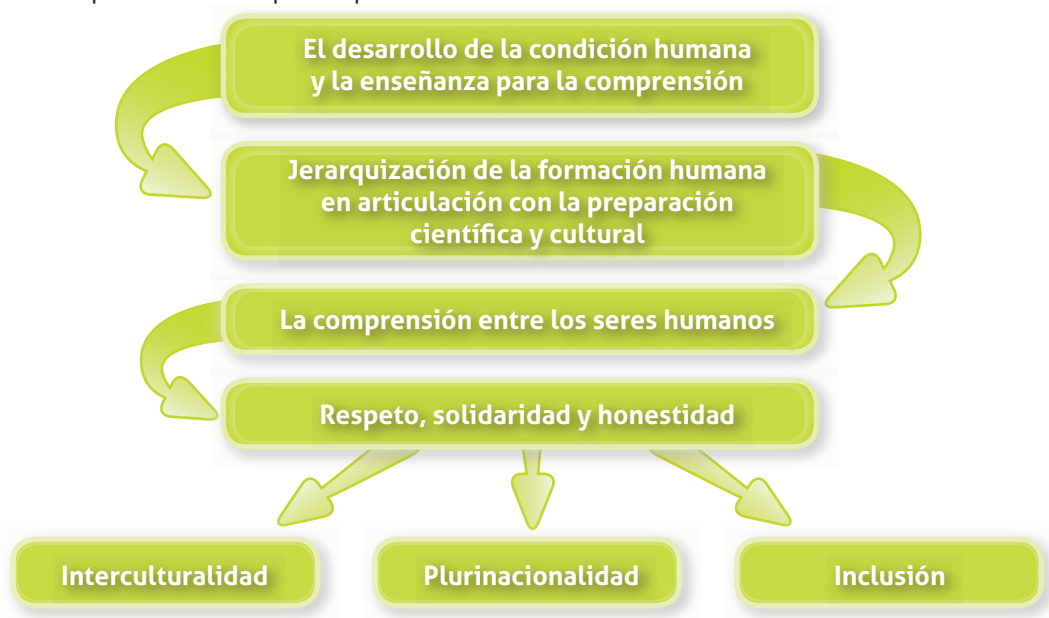 El desarrollo de la condición humana
y la enseñanza para la comprensión
Jerarquización de la formación humana
en articulación con la preparación
científica y cultural
La comprensión entre los seres humanos
Respeto, solidaridad y honestidad
Interculturalidad
Plurinacionalidad
Inclusión